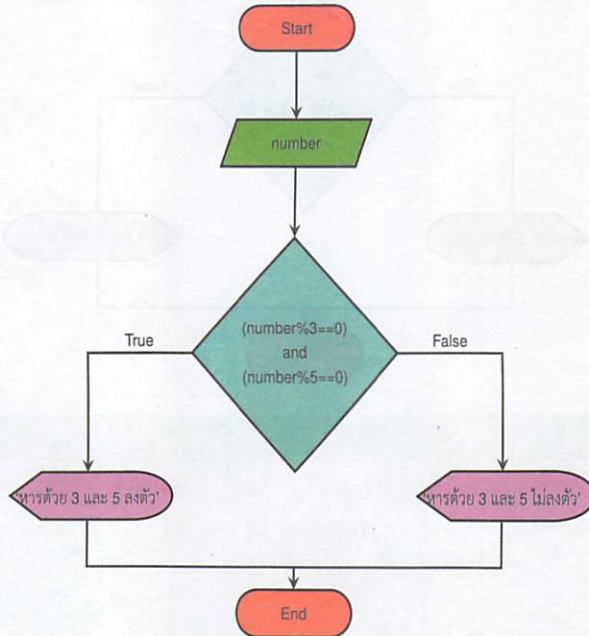 Start
number
(number%3==0)
and
(number%5==0)
True
False
'หารด้วย 3 และ 5 ลงตัว'
'หารด้วย 3 และ 5 ไม่ลงตัว'
End